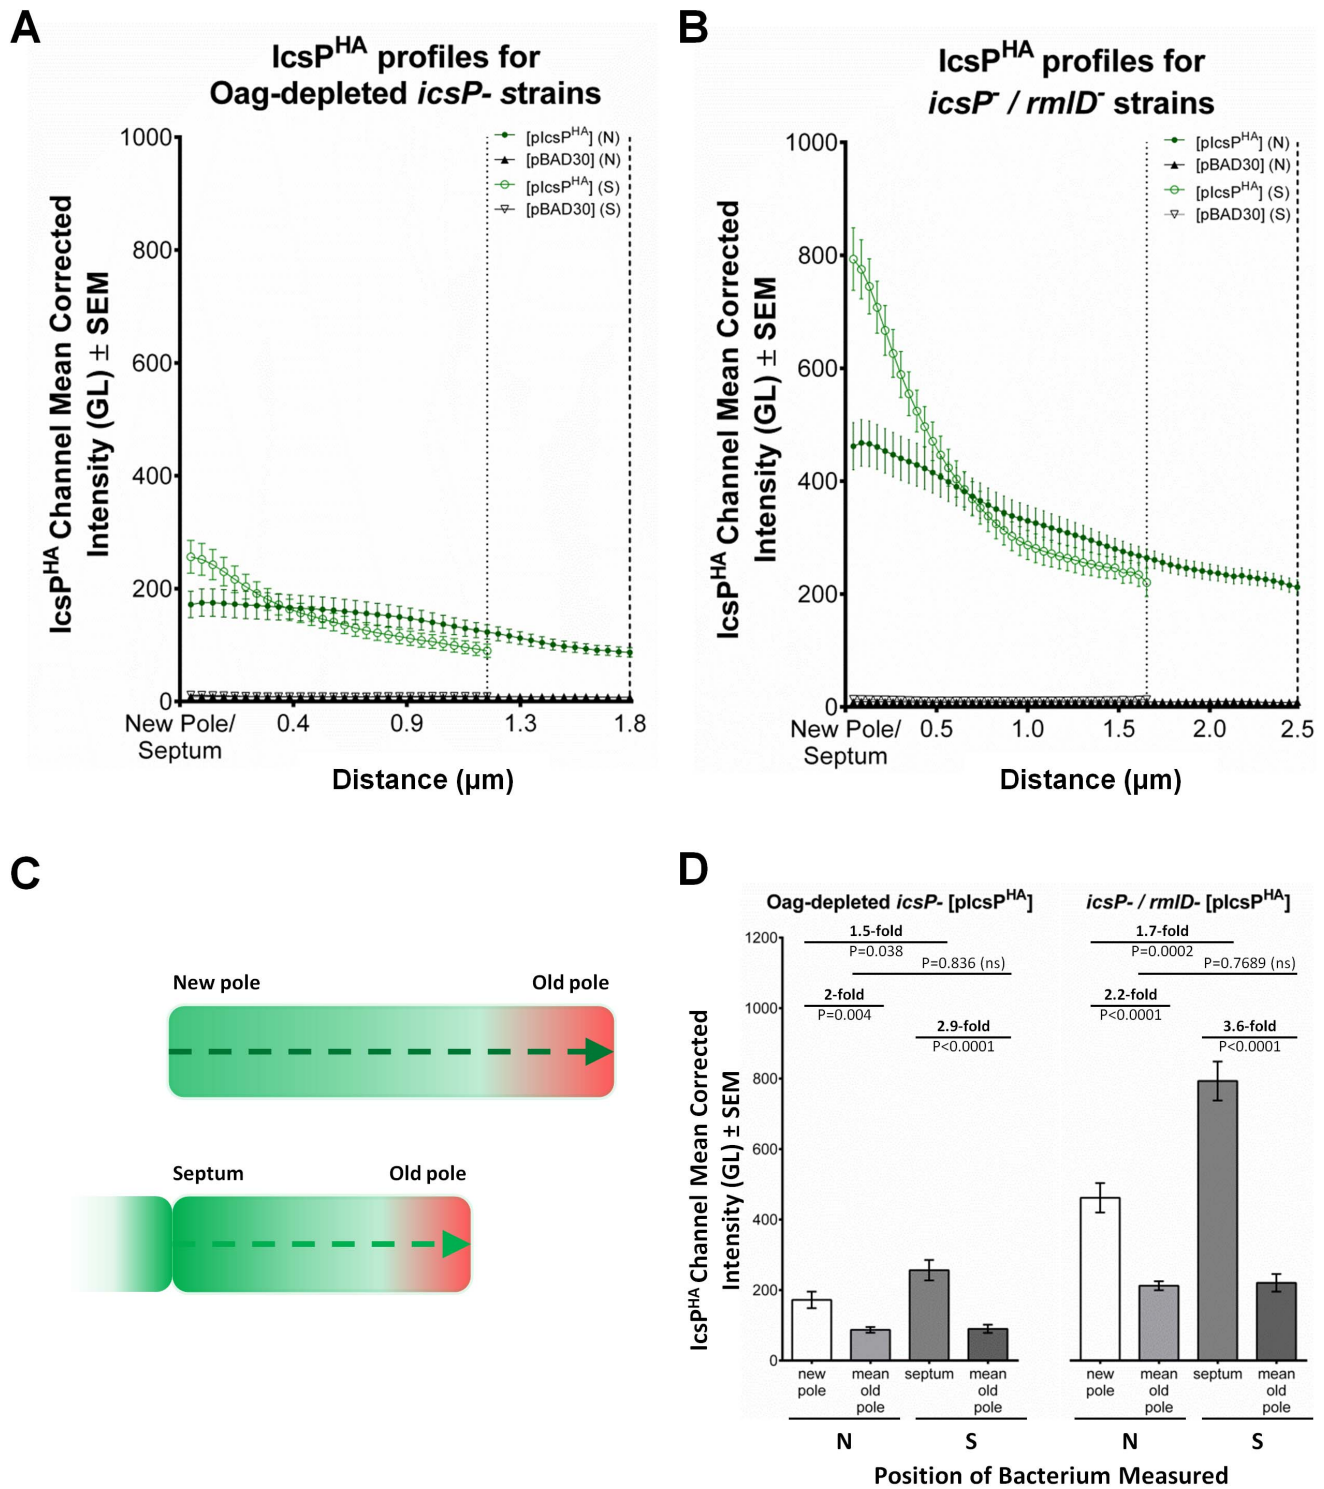 A
IcsP^HA profiles for
Oag-depleted icsP- strains
[pIcsP^HA] (N)
[pBAD30] (N)
[pIcsP^HA] (S)
[pBAD30] (S)
IcsP^HA Channel Mean Corrected
Intensity (GL) ± SEM
1000
800
600
400
200
0
New Pole/
Septum
0.4
0.9
1.3
1.8
Distance (µm)
B
IcsP^HA profiles for
icsP^- / rmlD^- strains
[pIcsP^HA] (N)
[pBAD30] (N)
[pIcsP^HA] (S)
[pBAD30] (S)
IcsP^HA Channel Mean Corrected
Intensity (GL) ± SEM
1000
800
600
400
200
0
New Pole/
Septum
0.5
1.0
1.5
2.0
2.5
Distance (µm)
C
New pole
Old pole
Septum
Old pole
D
Oag-depleted icsP- [pIcsP^HA]
icsP- / rmlD- [pIcsP^HA]
IcsP^HA Channel Mean Corrected
Intensity (GL) ± SEM
1200
1000
800
600
400
200
0
1.5-fold
P=0.038
P=0.836 (ns)
2-fold
P=0.004
2.9-fold
P<0.0001
1.7-fold
P=0.0002
P=0.7689 (ns)
2.2-fold
P<0.0001
3.6-fold
P<0.0001
new
pole
mean
old
pole
septum
mean
old
pole
new
pole
mean
old
pole
septum
mean
old
pole
N
S
N
S
Position of Bacterium Measured